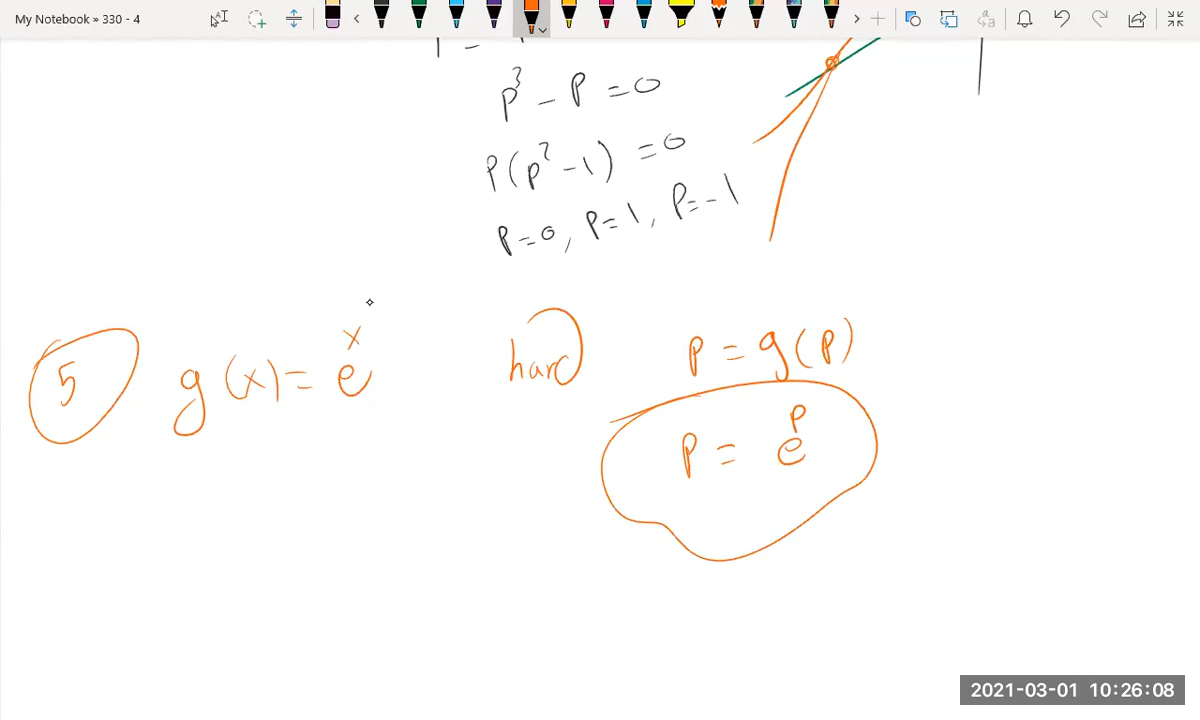 My Notebook » 330 - 4
p³ - p = 0
p(p² - 1) = 0
p = 0, p = 1, p = -1
5 g(x) = eˣ hard p = g(p)
p = eᵖ
2021-03-01 10:26:08